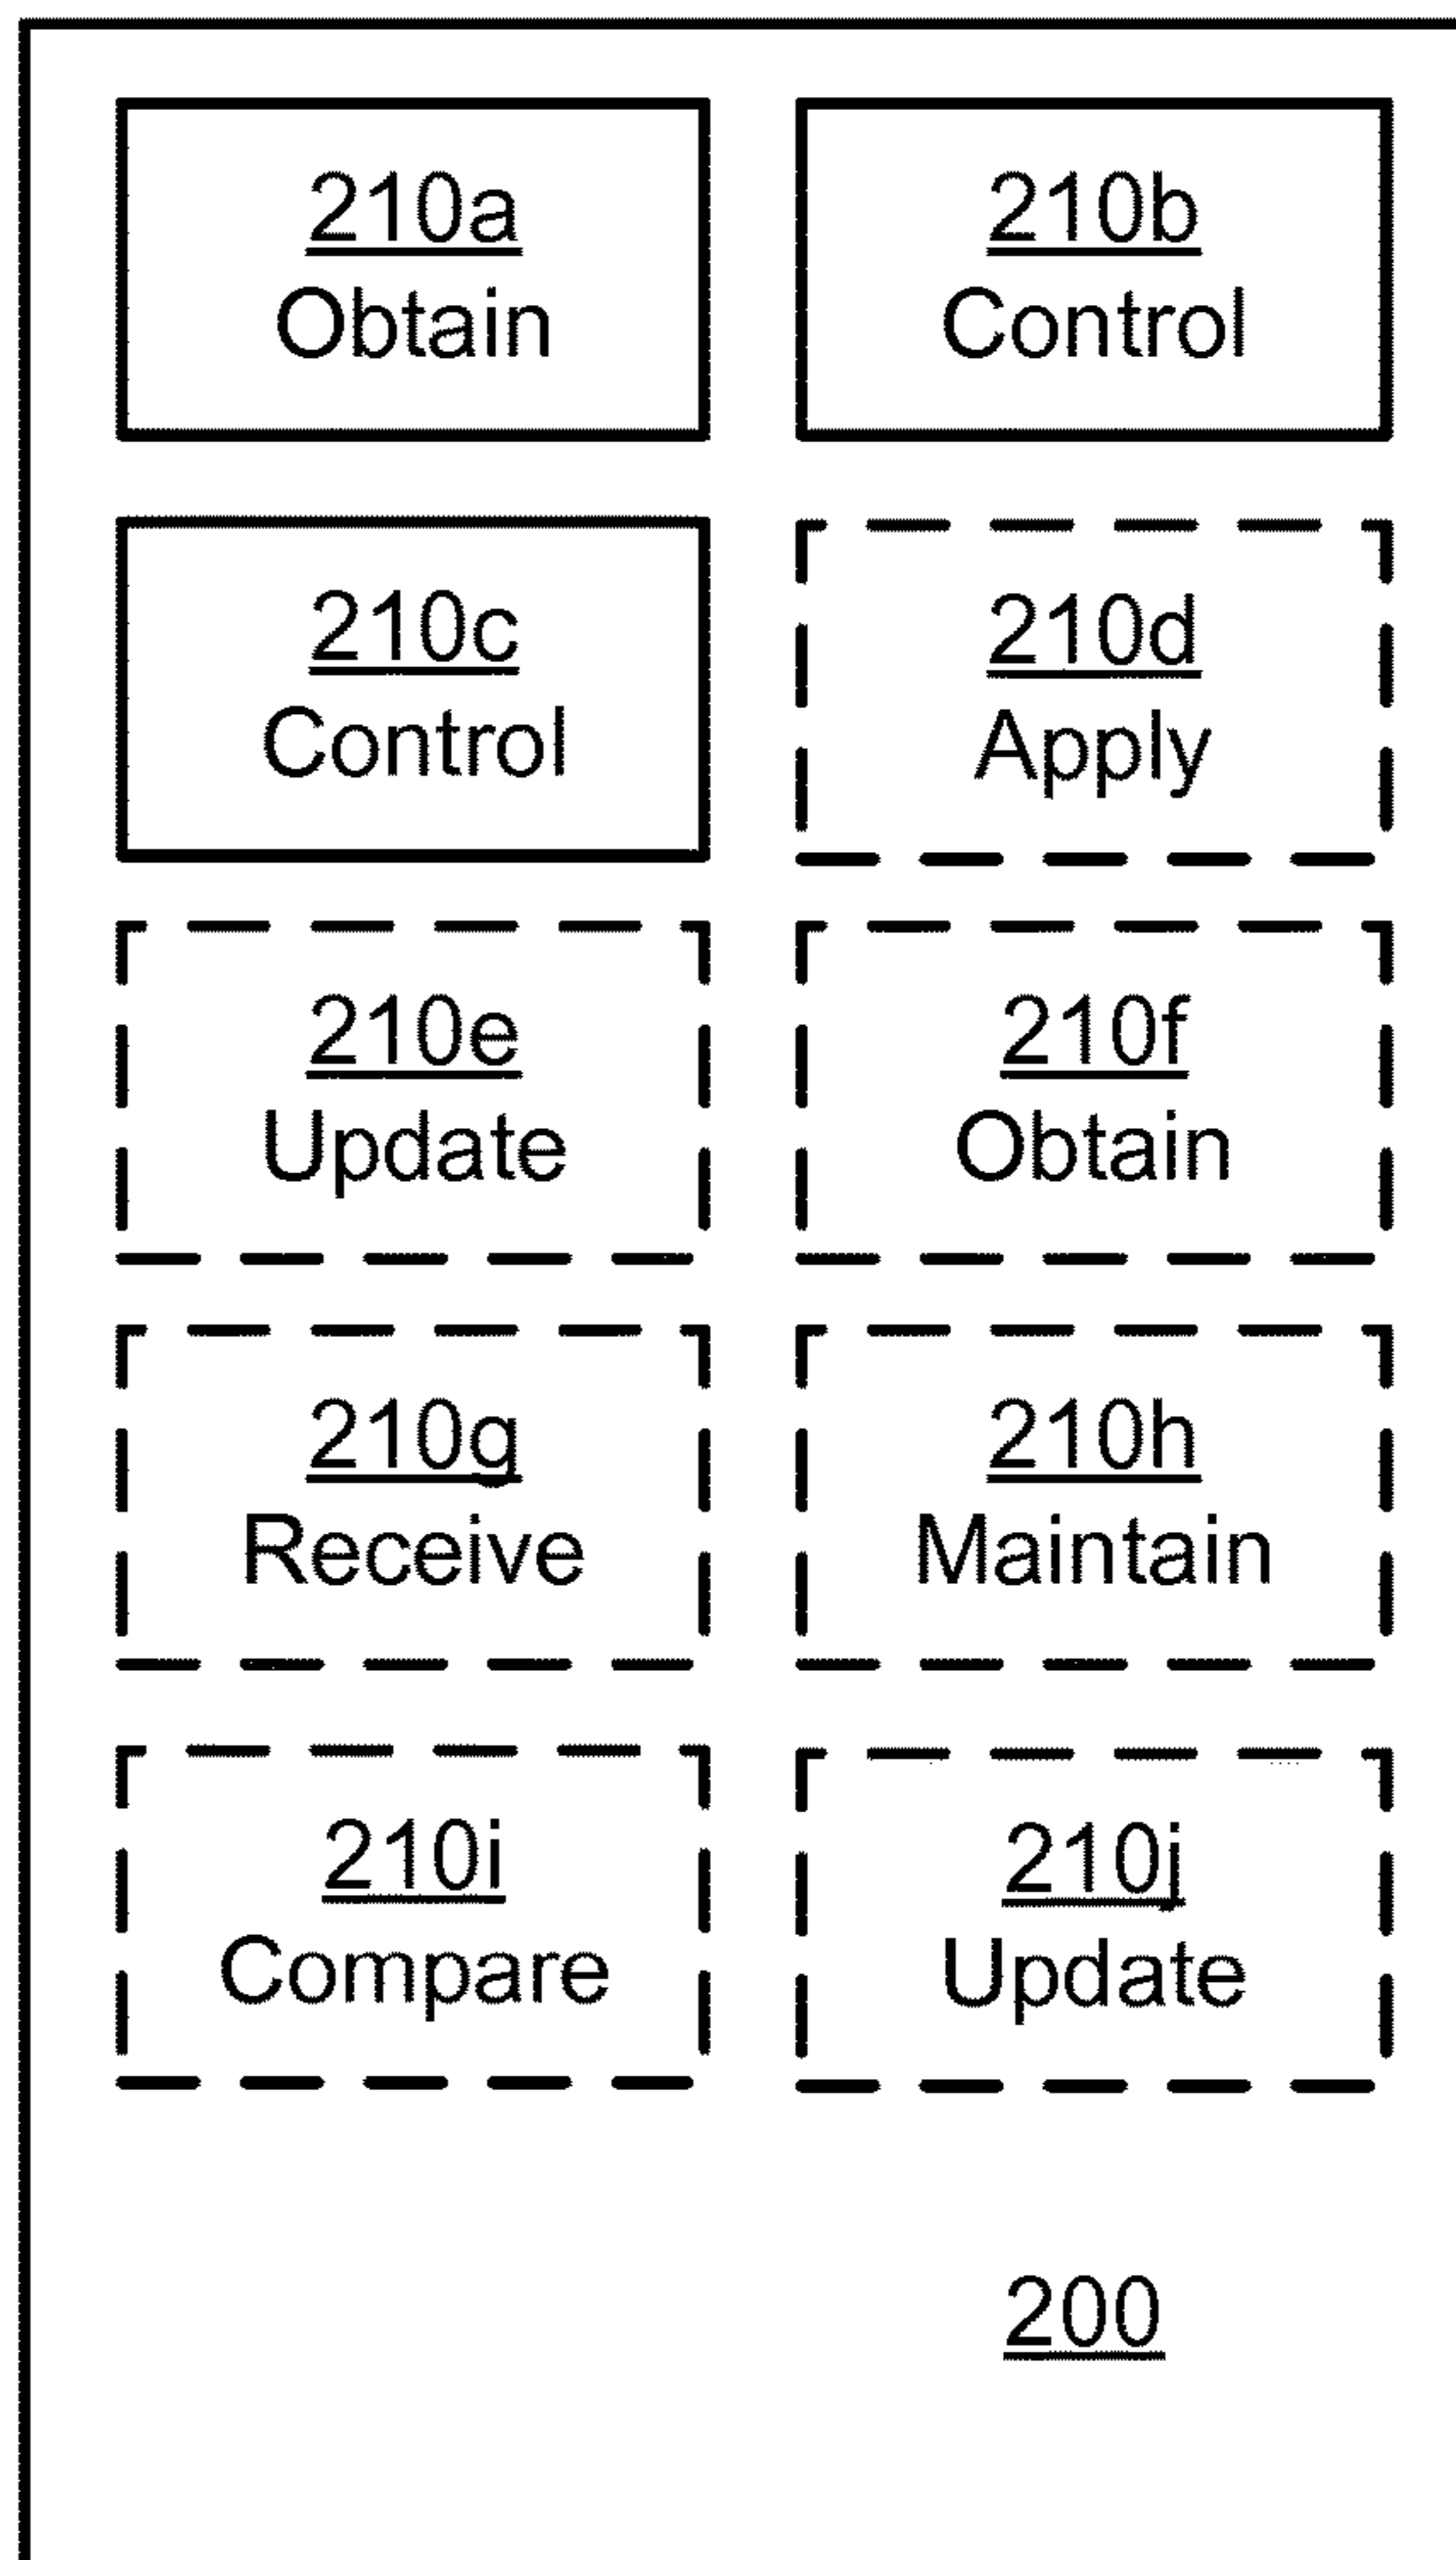 210a
Obtain
210b
Control
210c
Control
210d
Apply
210e
Update
210f
Obtain
210g
Receive
210h
Maintain
210i
Compare
210j
Update
200